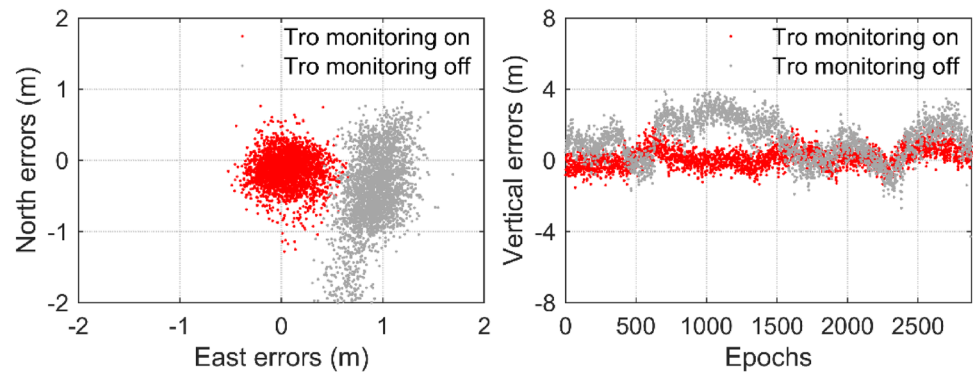 2
1
0
-1
-2
North errors (m)
-2
-1
0
1
2
East errors (m)
Tro monitoring on
Tro monitoring off
8
4
0
-4
-8
Vertical errors (m)
0
500
1000
1500
2000
2500
Epochs
Tro monitoring on
Tro monitoring off